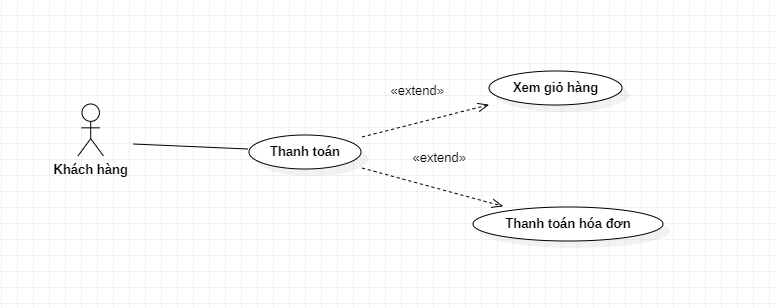 Xem giỏ hàng
«extend»
Khách hàng
Thanh toán
«extend»
Thanh toán hóa đơn